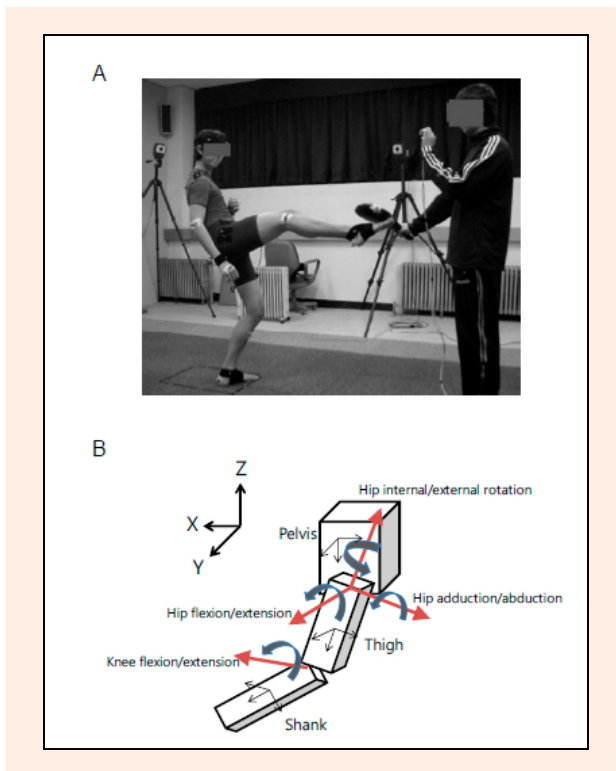 A
B
Z
X
Y
Hip internal/external rotation
Pelvis
Hip flexion/extension
Hip adduction/abduction
Thigh
Knee flexion/extension
Shank